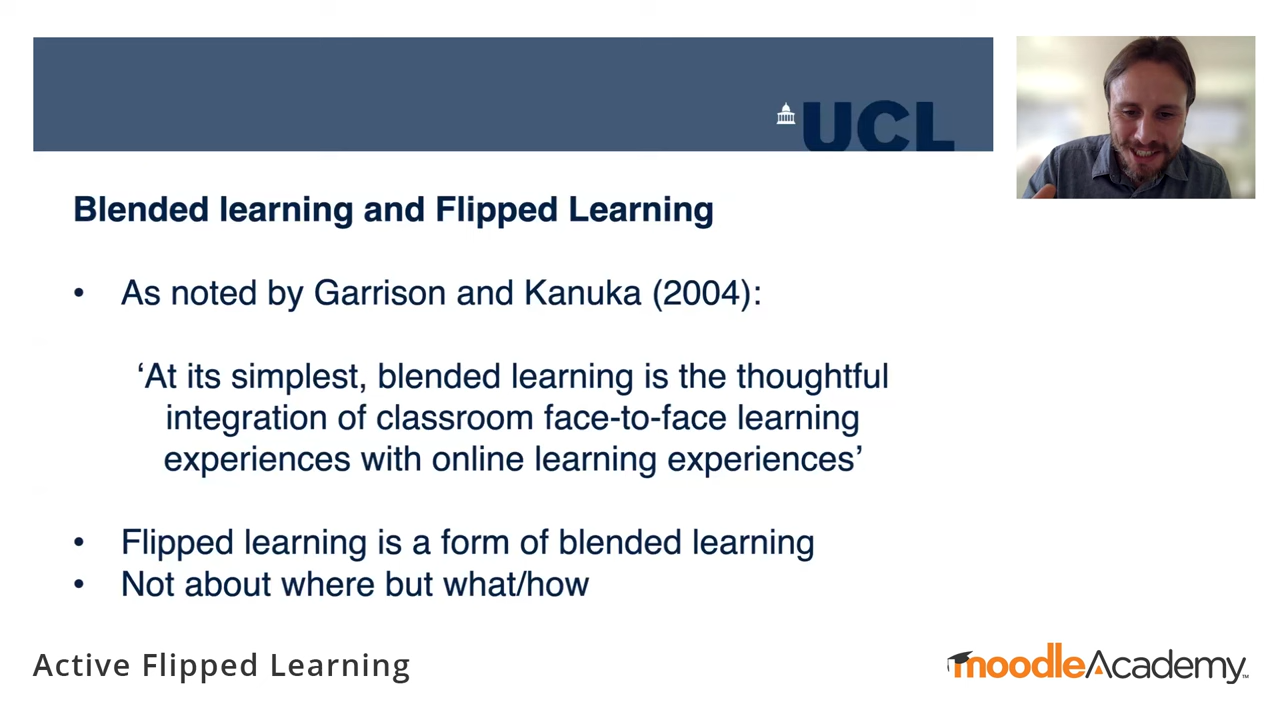 UCL
Blended learning and Flipped Learning
• As noted by Garrison and Kanuka (2004):
‘At its simplest, blended learning is the thoughtful
integration of classroom face-to-face learning
experiences with online learning experiences’
• Flipped learning is a form of blended learning
• Not about where but what/how
Active Flipped Learning
moodleAcademy™